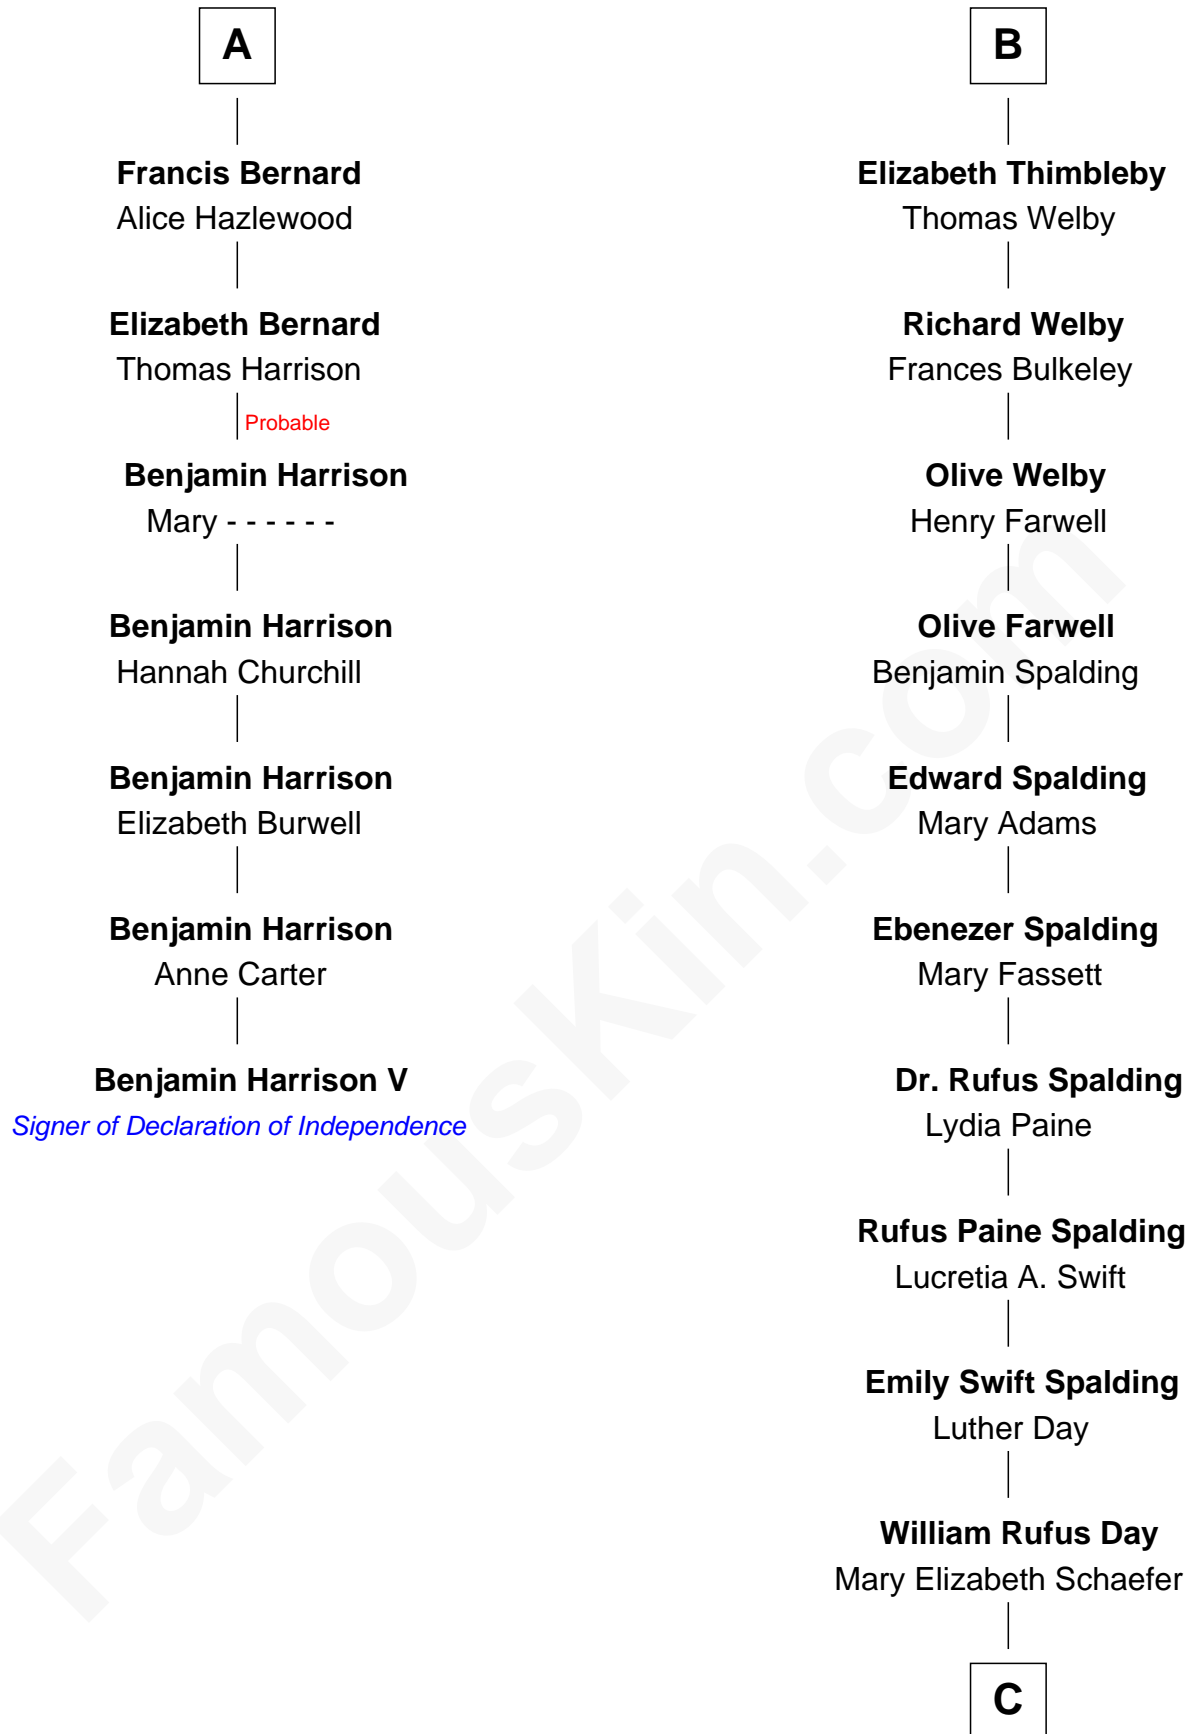 A
Francis Bernard
Alice Hazlewood
Elizabeth Bernard
Thomas Harrison
Probable
Benjamin Harrison
Mary - - - - - -
Benjamin Harrison
Hannah Churchill
Benjamin Harrison
Elizabeth Burwell
Benjamin Harrison
Anne Carter
Benjamin Harrison V
Signer of Declaration of Independence
B
Elizabeth Thimbleby
Thomas Welby
Richard Welby
Frances Bulkeley
Olive Welby
Henry Farwell
Olive Farwell
Benjamin Spalding
Edward Spalding
Mary Adams
Ebenezer Spalding
Mary Fassett
Dr. Rufus Spalding
Lydia Paine
Rufus Paine Spalding
Lucretia A. Swift
Emily Swift Spalding
Luther Day
William Rufus Day
Mary Elizabeth Schaefer
C
FamousKin.com